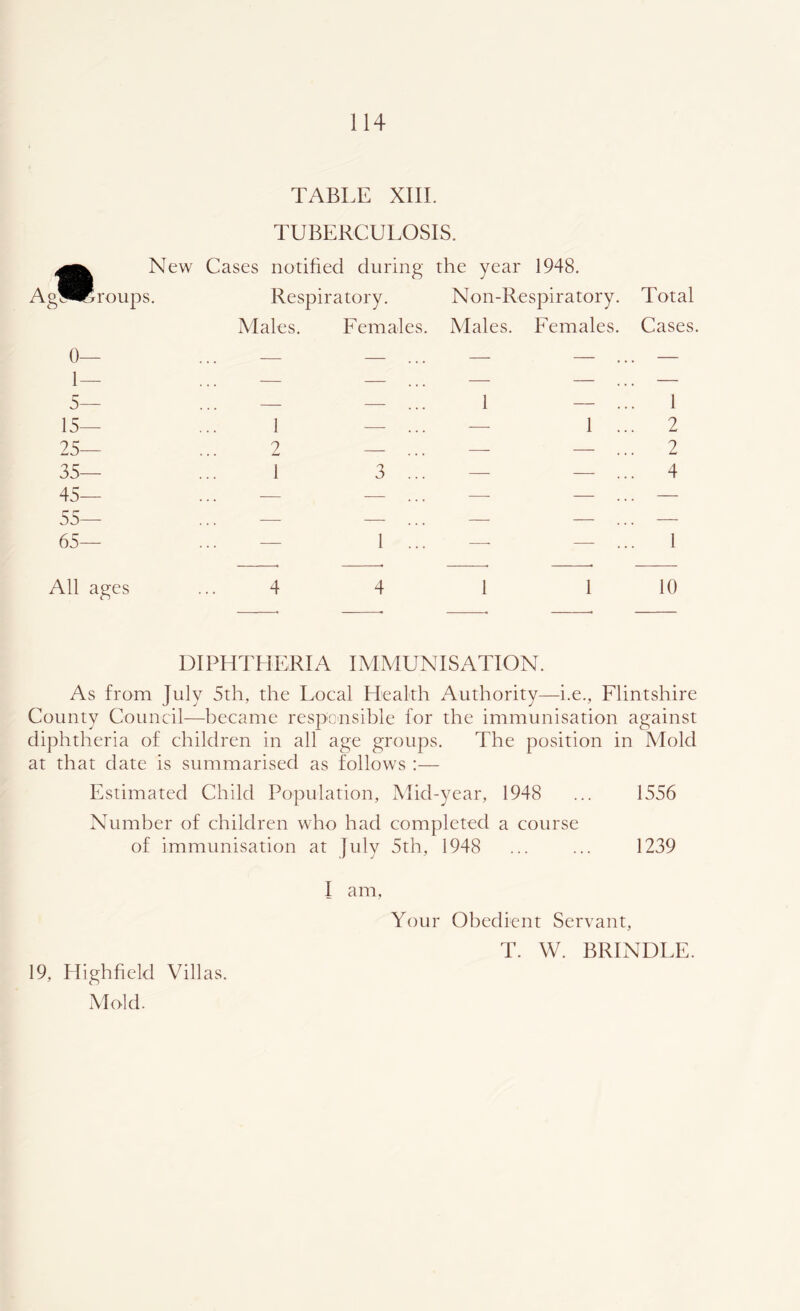 114
TABLE XIII.
TUBERCULOSIS.
New Cases notified during the year 1948.
roups. Respiratory. Non-Respiratory. Total
Males. Females. Males. Females. Cases.
0— ... — — ... — — ... —
1— ... — — ... — — ... —
5— ... — — ... 1 — ... 1
15— ... 1 — ... — 1 ... 2
25— ... 2 — ... — — ... 2
35— ... 1 3 ... — — ... 4
45— ... — — ... — — ... —
55— ... — — ... — — ... —
65— ... — 1 ... — — ... 1
All ages ... 4 4 1 1 10
DIPHTHERIA IMMUNISATION.
As from July 5th, the Local Health Authority—i.e., Flintshire
County Council—became responsible for the immunisation against
diphtheria of children in all age groups. The position in Mold
at that date is summarised as follows :—
Estimated Child Population, Mid-year, 1948 ... 1556
Number of children who had completed a course
of immunisation at July 5th, 1948 ... ... 1239
I am,
Your Obedient Servant,
T. W. BRINDLE.
19, Highfield Villas.
Mold.